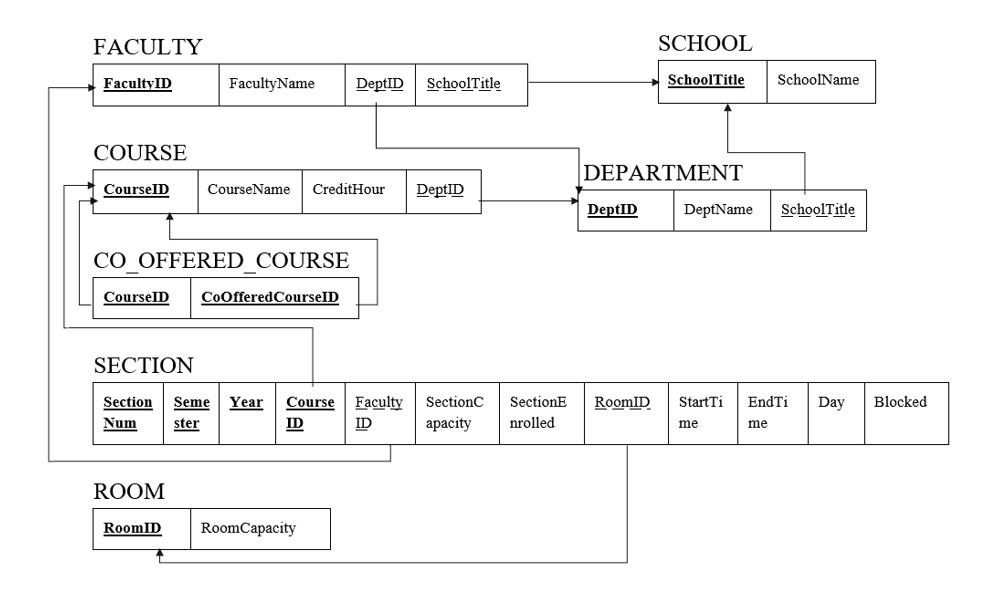 FACULTY
SCHOOL
FacultyID FacultyName DeptID SchoolTitle
SchoolTitle SchoolName
COURSE
DEPARTMENT
CourseID CourseName CreditHour DeptID
DeptID DeptName SchoolTitle
CO_OFFERED_COURSE
CourseID CoOfferedCourseID
SECTION
Section Seme Year Course Faculty SectionC SectionE RoomID StartTi EndTi Day Blocked
Num ster ID ID apacity nrolled me me
ROOM
RoomID RoomCapacity